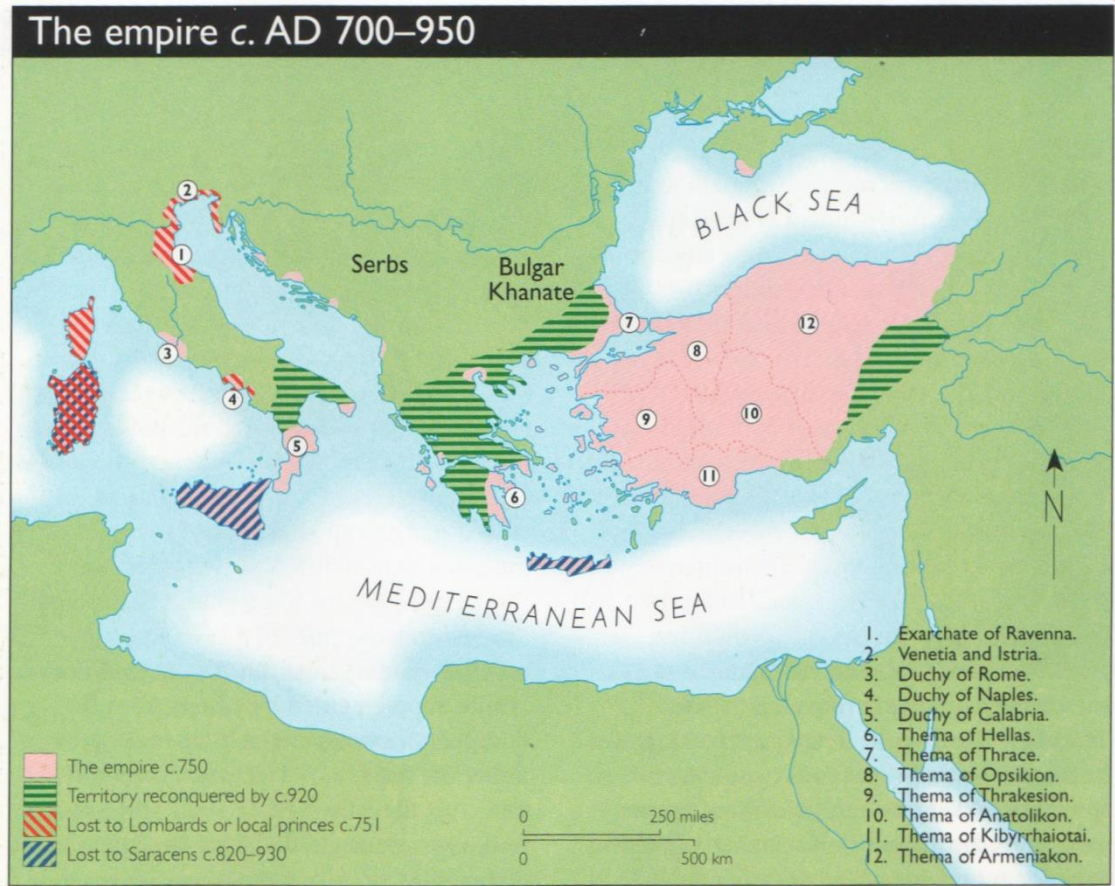 The empire c. AD 700–950
BLACK SEA
Serbs
Bulgar
Khanate
2
1
3
4
5
6
7
8
9
10
11
12
N
MEDITERRANEAN SEA
1. Exarchate of Ravenna.
2. Venetia and Istria.
3. Duchy of Rome.
4. Duchy of Naples.
5. Duchy of Calabria.
6. Thema of Hellas.
7. Thema of Thrace.
8. Thema of Opsikion.
9. Thema of Thrakesion.
10. Thema of Anatolikon.
11. Thema of Kibyrrhaiotai.
12. Thema of Armeniakon.
The empire c.750
Territory reconquered by c.920
Lost to Lombards or local princes c.751
Lost to Saracens c.820–930
0 250 miles
0 500 km